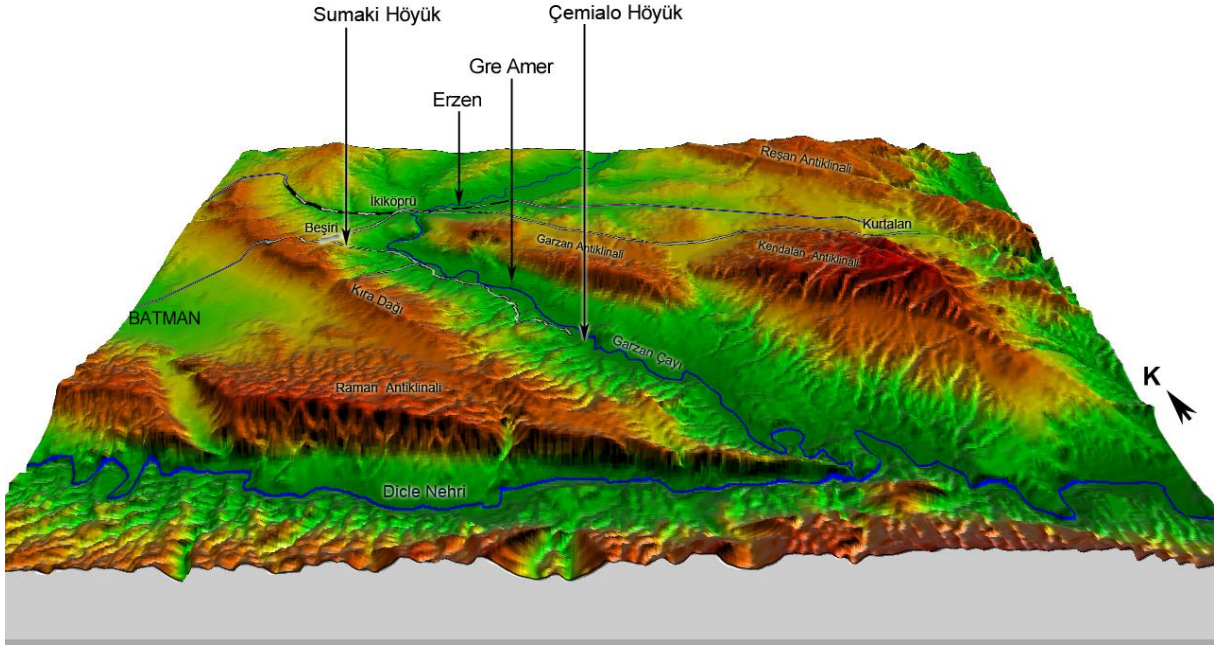 Sumaki Höyük
Çemialo Höyük
Gre Amer
Erzen
Reşan Antiklinali
İkiköprü
Beşiri
Kurtalan
Garzan Antiklinali
Kendalan Antiklinali
Kıra Dağı
BATMAN
Garzan Çayı
K
Raman Antiklinali
Dicle Nehri